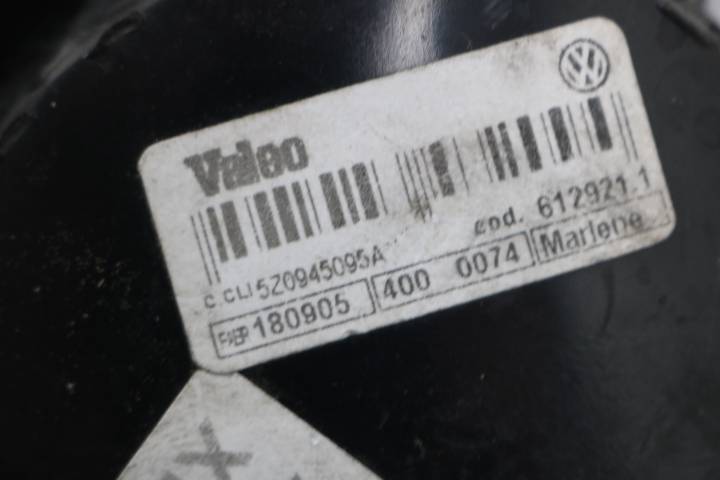 Valeo
cod. 612921.1
C.CLI 5Z0945095A
180905 400 0074 Marlene